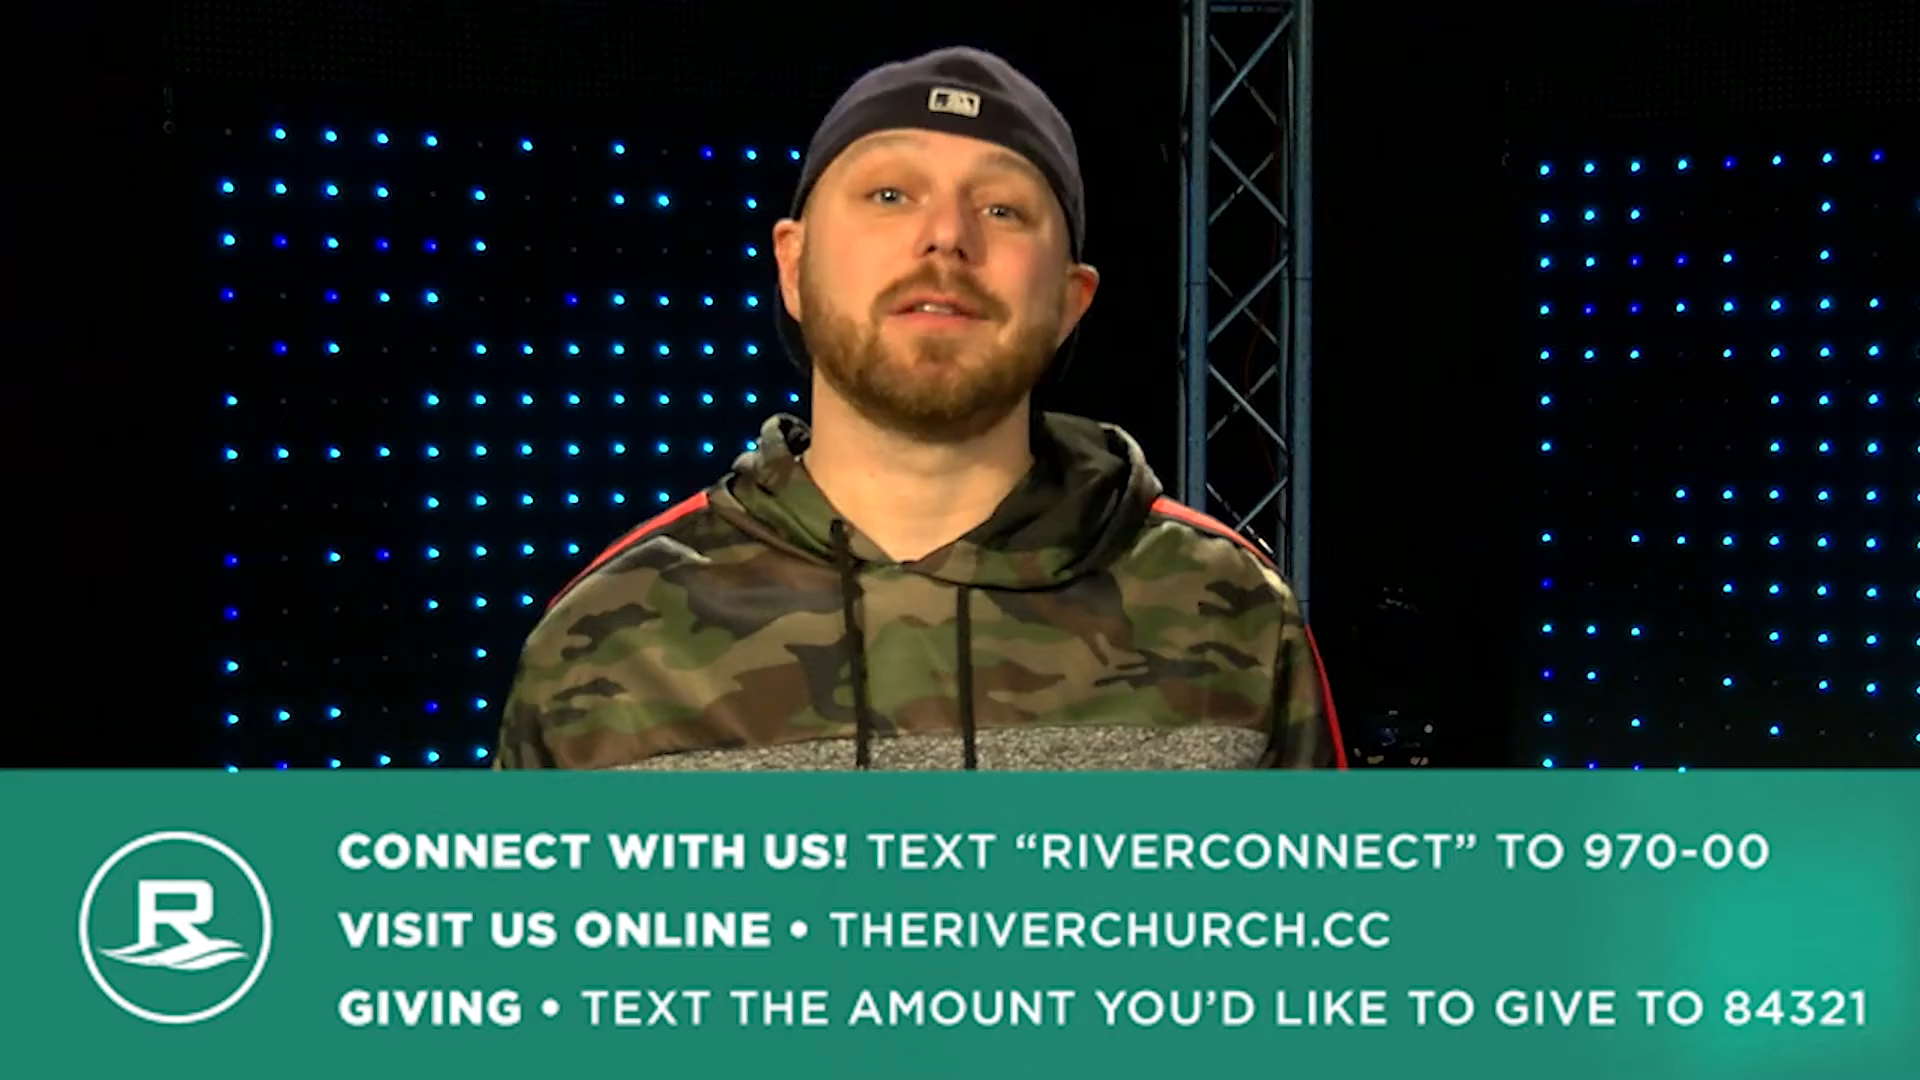 CONNECT WITH US! TEXT “RIVERCONNECT” TO 970-00
R
VISIT US ONLINE • THERIVERCHURCH.CC
GIVING • TEXT THE AMOUNT YOU’D LIKE TO GIVE TO 84321